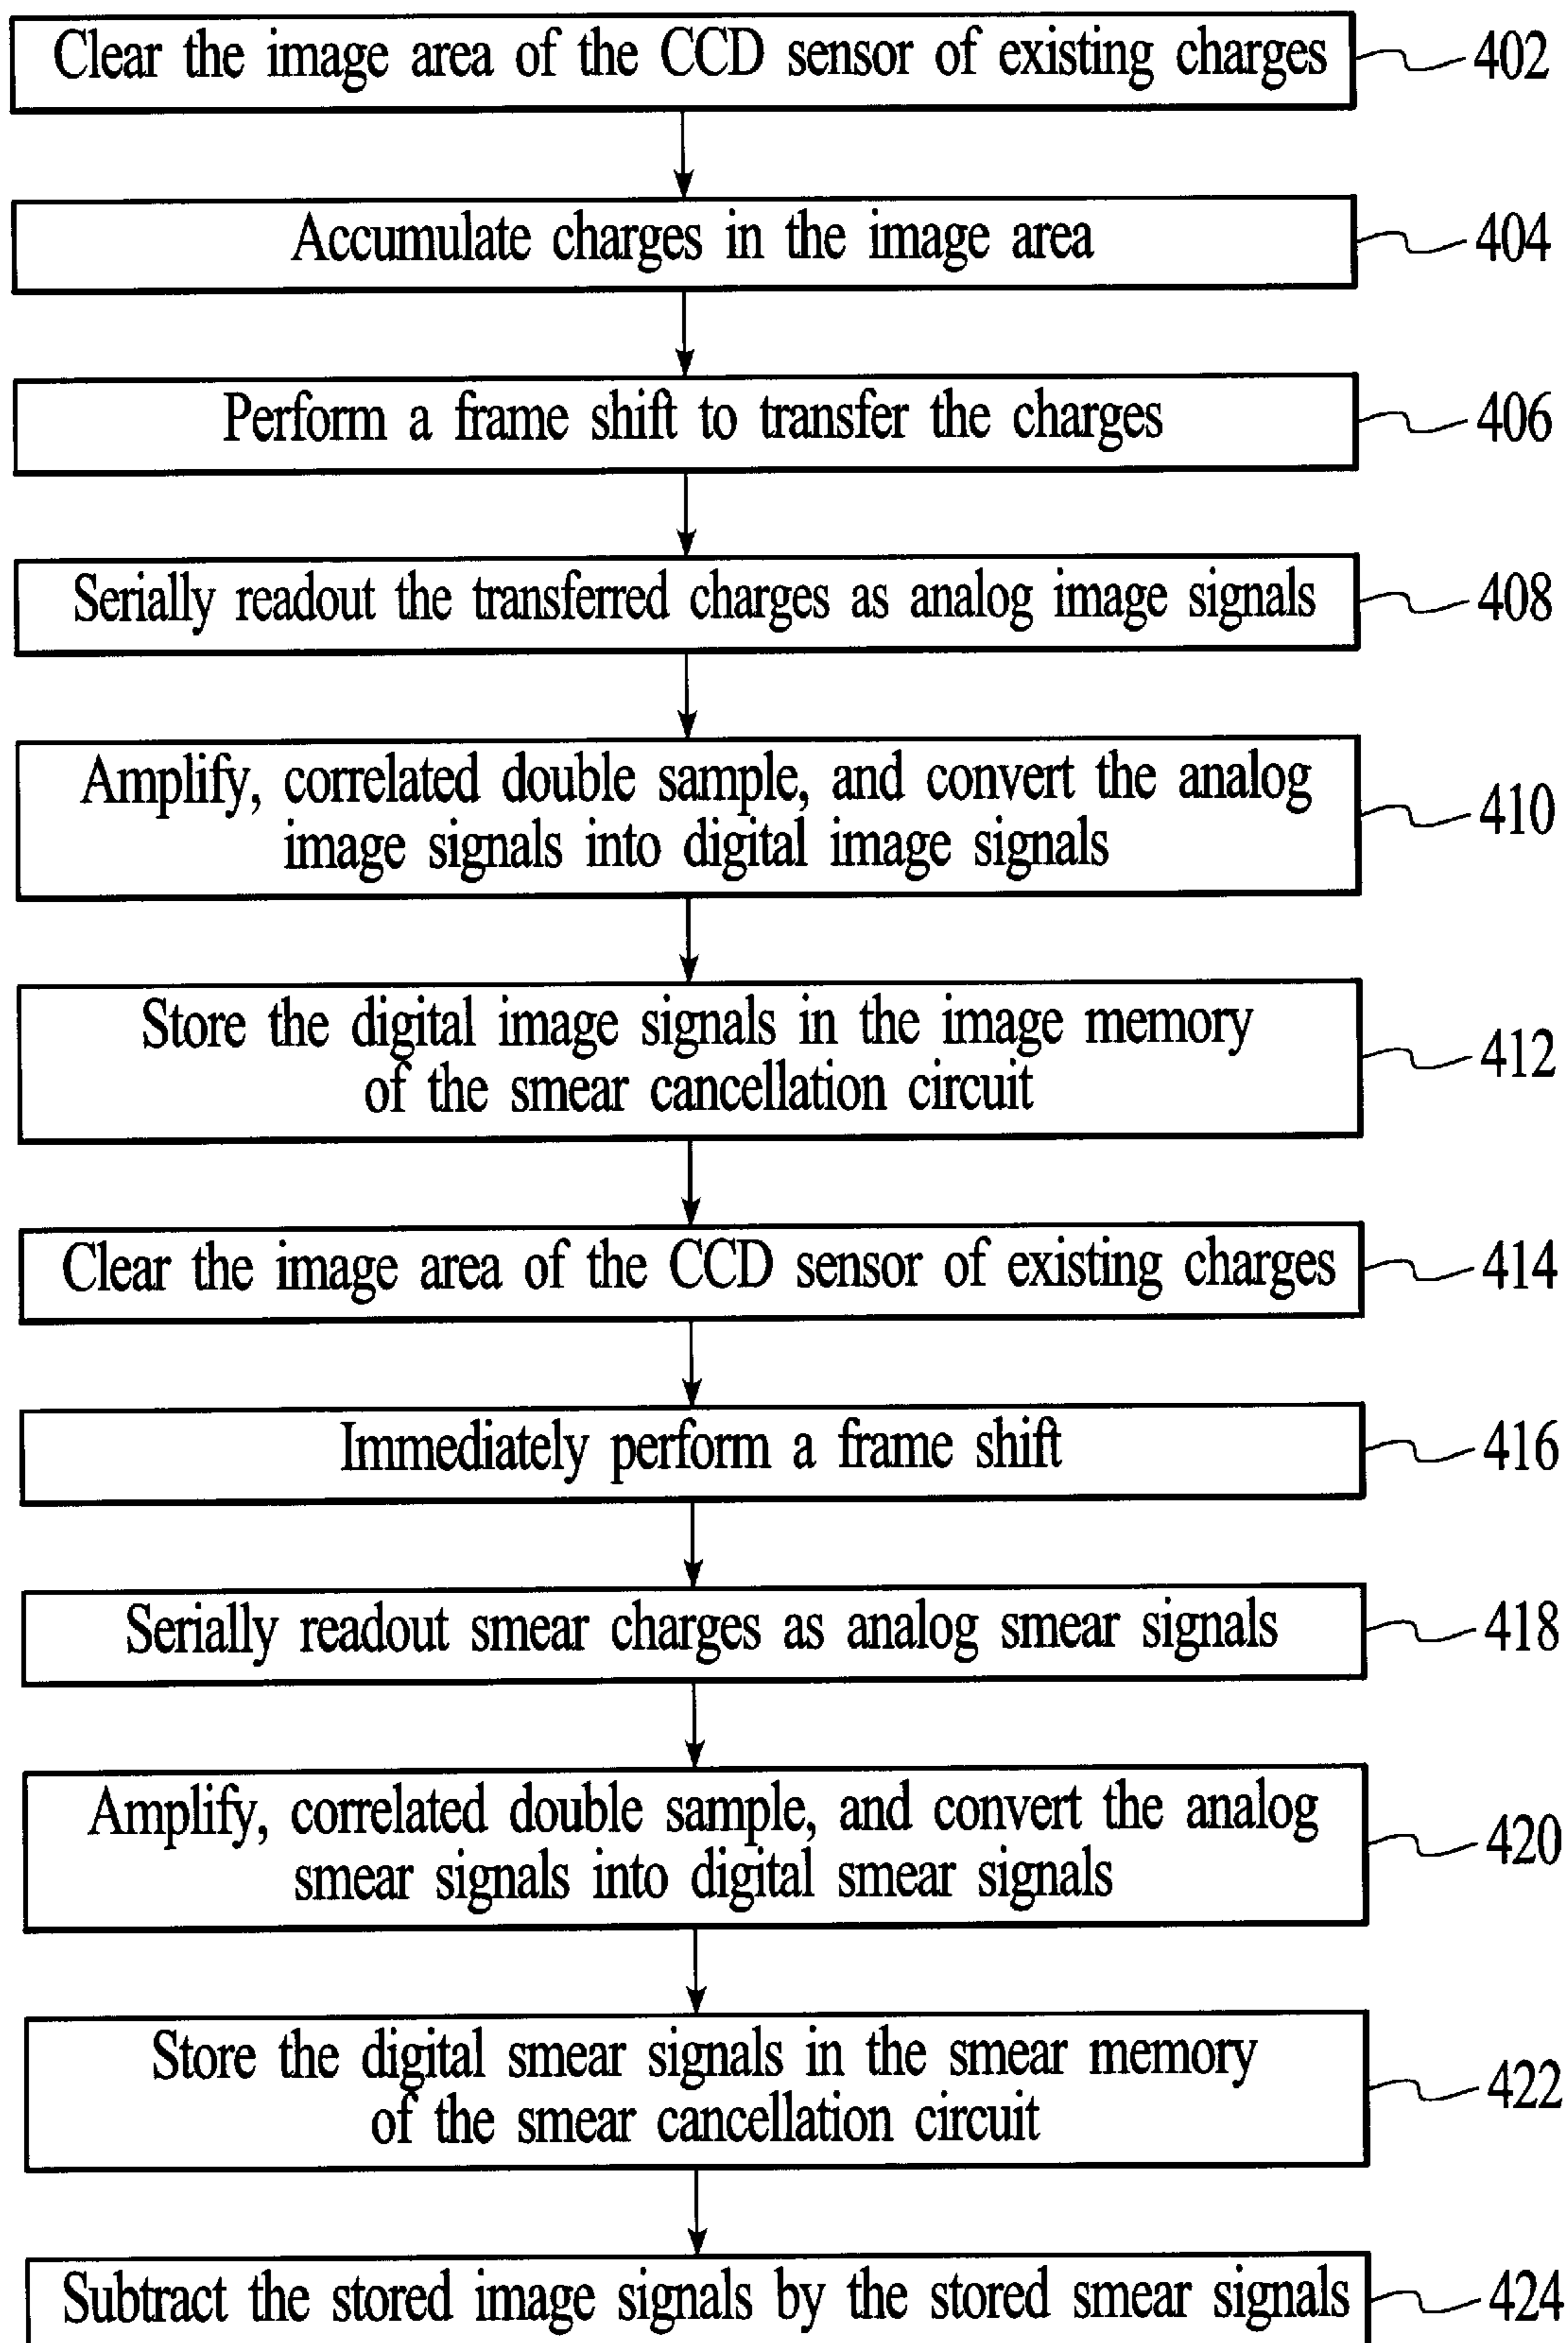 Clear the image area of the CCD sensor of existing charges
402
Accumulate charges in the image area
404
Perform a frame shift to transfer the charges
406
Serially readout the transferred charges as analog image signals
408
Amplify, correlated double sample, and convert the analog
image signals into digital image signals
410
Store the digital image signals in the image memory
of the smear cancellation circuit
412
Clear the image area of the CCD sensor of existing charges
414
Immediately perform a frame shift
416
Serially readout smear charges as analog smear signals
418
Amplify, correlated double sample, and convert the analog
smear signals into digital smear signals
420
Store the digital smear signals in the smear memory
of the smear cancellation circuit
422
Subtract the stored image signals by the stored smear signals
424